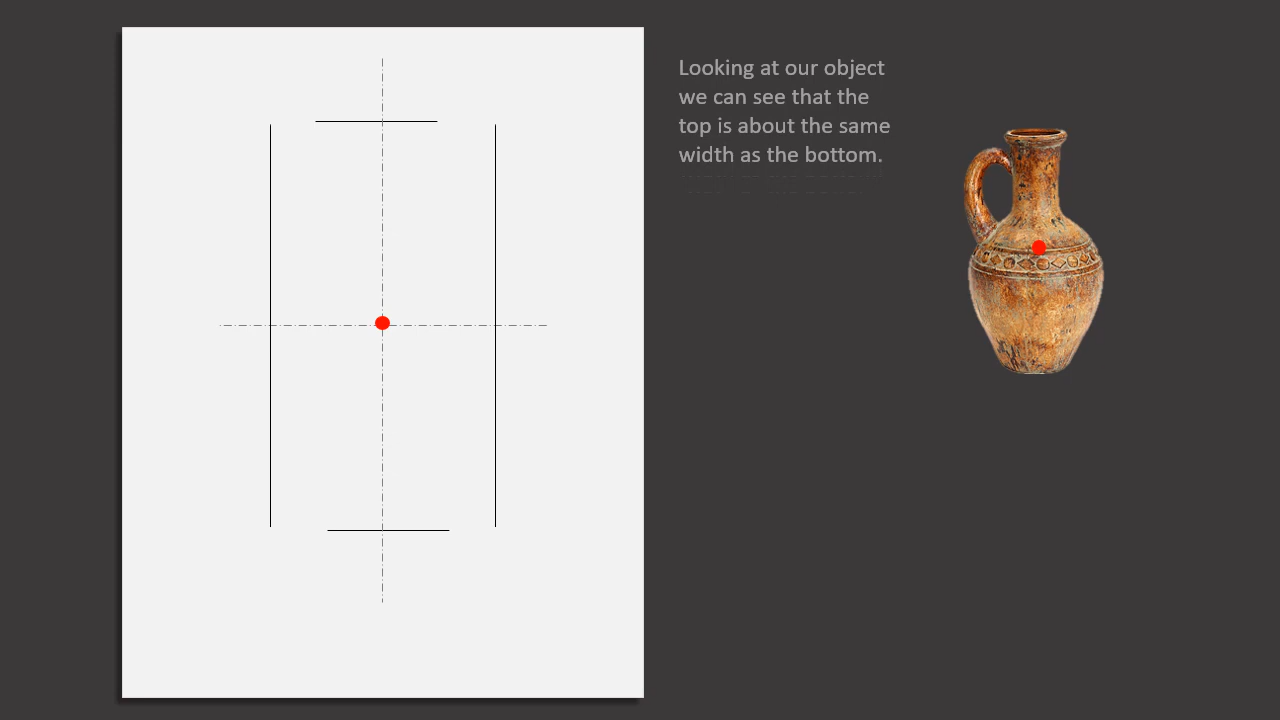 Looking at our object
we can see that the
top is about the same
width as the bottom.